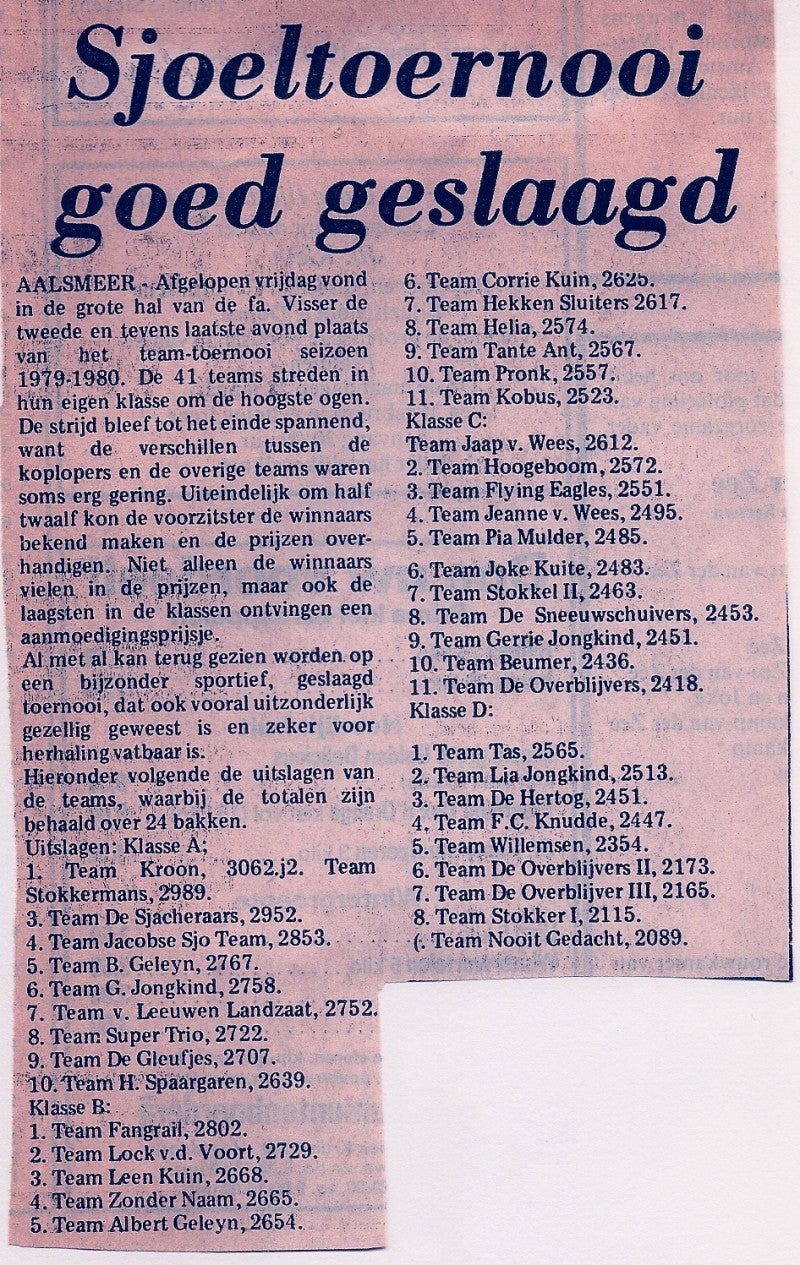 Sjoeltoernooi
goed geslaagd
AALSMEER - Afgelopen vrijdag vond
in de grote hal van de fa. Visser de
tweede en tevens laatste avond plaats
van het team-toernooi seizoen
1979-1980. De 41 teams streden in
hun eigen klasse om de hoogste ogen.
De strijd bleef tot het einde spannend,
want de verschillen tussen de
koplopers en de overige teams waren
soms erg gering. Uiteindelijk om half
twaalf kon de voorzitster de winnaars
bekend maken en de prijzen over-
handigen. Niet alleen de winnaars
vielen in de prijzen, maar ook de
laagsten in de klassen ontvingen een
aanmoedigingsprijsje.
Al met al kan terug gezien worden op
een bijzonder sportief, geslaagd
toernooi, dat ook vooral uitzonderlijk
gezellig geweest is en zeker voor
herhaling vatbaar is.
Hieronder volgende de uitslagen van
de teams, waarbij de totalen zijn
behaald over 24 bakken.
Uitslagen: Klasse A;
1. Team Kroon, 3062.j2. Team
Stokkermans, 2989.
3. Team De Sjacheraars, 2952.
4. Team Jacobse Sjo Team, 2853.
5. Team B. Geleyn, 2767.
6. Team G. Jongkind, 2758.
7. Team v. Leeuwen Landzaat, 2752.
8. Team Super Trio, 2722.
9. Team De Gleufjes, 2707.
10. Team H. Spaargaren, 2639.
Klasse B:
1. Team Fangrail, 2802.
2. Team Lock v.d. Voort, 2729.
3. Team Leen Kuin, 2668.
4. Team Zonder Naam, 2665.
5. Team Albert Geleyn, 2654.
6. Team Corrie Kuin, 2625.
7. Team Hekken Sluiters 2617.
8. Team Helia, 2574.
9. Team Tante Ant, 2567.
10. Team Pronk, 2557.
11. Team Kobus, 2523.
Klasse C:
Team Jaap v. Wees, 2612.
2. Team Hoogeboom, 2572.
3. Team Flying Eagles, 2551.
4. Team Jeanne v. Wees, 2495.
5. Team Pia Mulder, 2485.
6. Team Joke Kuite, 2483.
7. Team Stokkel II, 2463.
8. Team De Sneeuwschuivers, 2453.
9. Team Gerrie Jongkind, 2451.
10. Team Beumer, 2436.
11. Team De Overblijvers, 2418.
Klasse D:
1. Team Tas, 2565.
2. Team Lia Jongkind, 2513.
3. Team De Hertog, 2451.
4. Team F.C. Knudde, 2447.
5. Team Willemsen, 2354.
6. Team De Overblijvers II, 2173.
7. Team De Overblijver III, 2165.
8. Team Stokker I, 2115.
(. Team Nooit Gedacht, 2089.